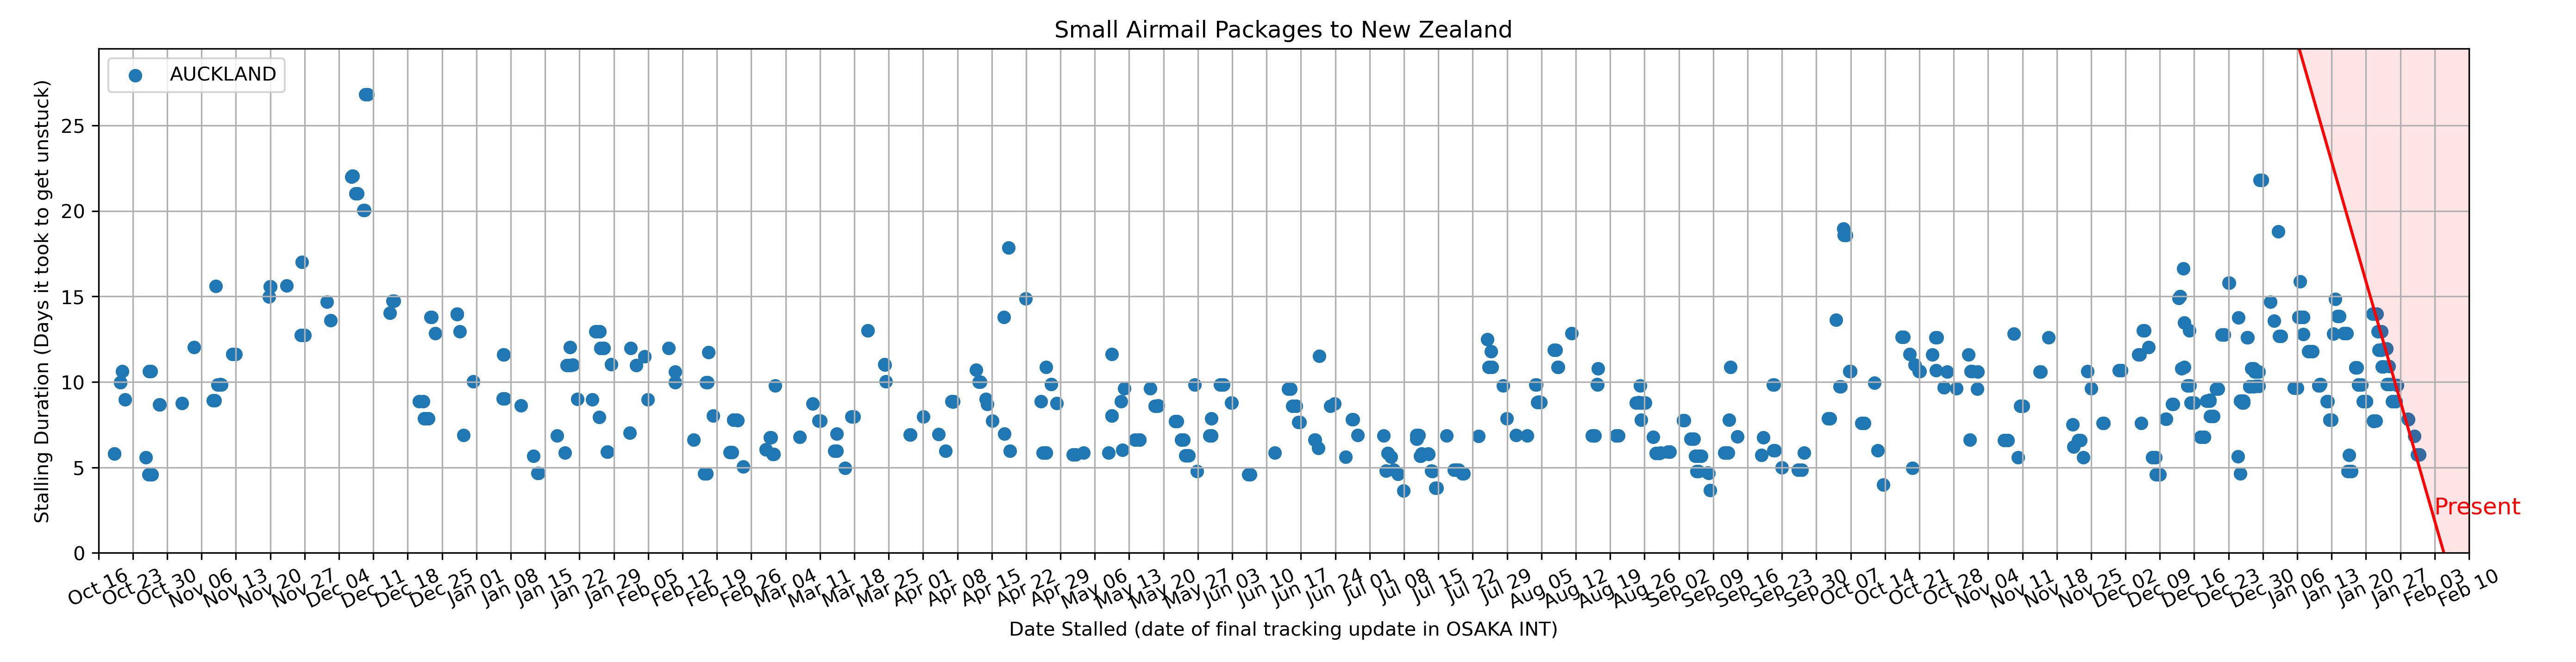 Small Airmail Packages to New Zealand
AUCKLAND
Stalling Duration (Days it took to get unstuck)
25
20
15
10
5
0
Present
Oct 16 Oct 23 Oct 30 Nov 06 Nov 13 Nov 20 Nov 27 Dec 04 Dec 11 Dec 18 Dec 25 Jan 01 Jan 08 Jan 15 Jan 22 Jan 29 Feb 05 Feb 12 Feb 19 Feb 26 Mar 04 Mar 11 Mar 18 Mar 25 Apr 01 Apr 08 Apr 15 Apr 22 Apr 29 May 06 May 13 May 20 May 27 Jun 03 Jun 10 Jun 17 Jun 24 Jul 01 Jul 08 Jul 15 Jul 22 Jul 29 Aug 05 Aug 12 Aug 19 Aug 26 Sep 02 Sep 09 Sep 16 Sep 23 Sep 30 Oct 07 Oct 14 Oct 21 Oct 28 Nov 04 Nov 11 Nov 18 Nov 25 Dec 02 Dec 09 Dec 16 Dec 23 Dec 30 Jan 06 Jan 13 Jan 20 Jan 27 Feb 03 Feb 10
Date Stalled (date of final tracking update in OSAKA INT)